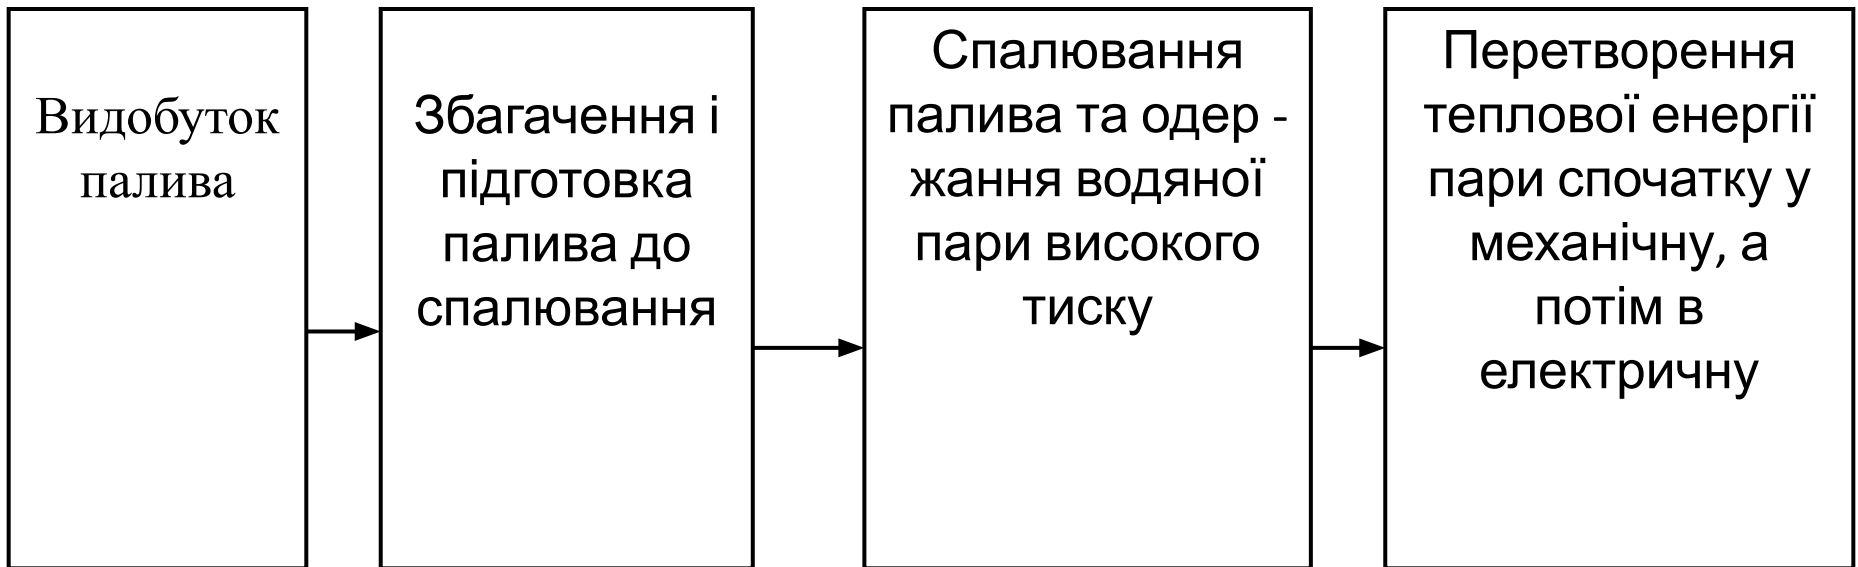 Видобуток
палива
Збагачення і
підготовка
палива до
спалювання
Спалювання
палива та одер -
жання водяної
пари високого
тиску
Перетворення
теплової енергії
пари спочатку у
механічну, а
потім в
електричну